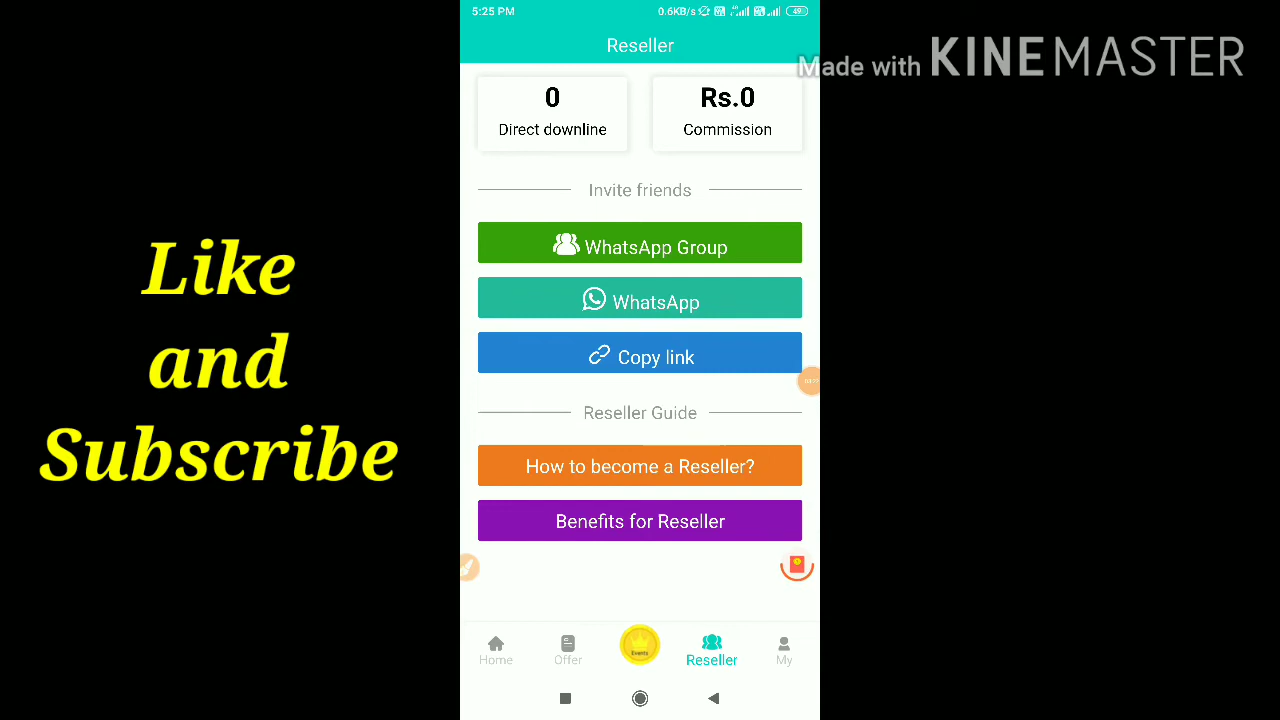 5:25 PM
0.6KB/s
49
Reseller
Made with KINEMASTER
0
Rs.0
Direct downline
Commission
Invite friends
WhatsApp Group
WhatsApp
Copy link
Reseller Guide
How to become a Reseller?
Benefits for Reseller
Events
Home
Offer
Reseller
My
Like
and
Subscribe